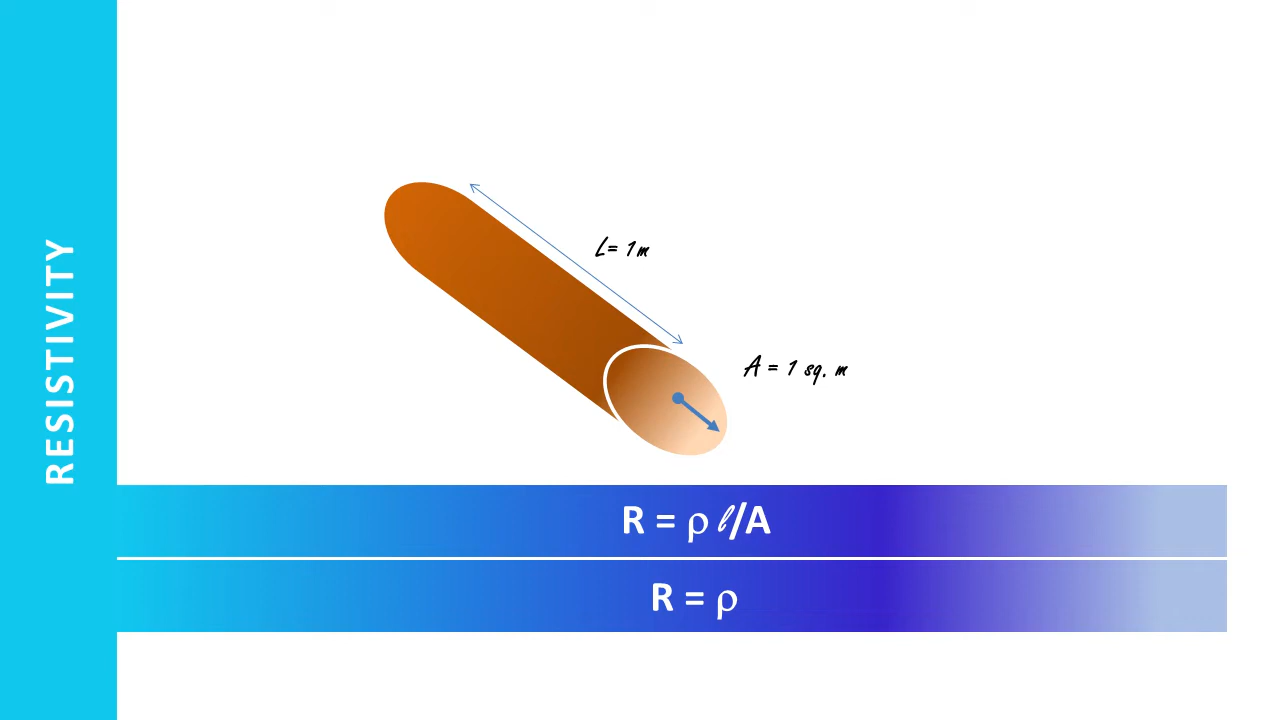 RESISTIVITY
L= 1m
A = 1 sq. m
R = ρ l/A
R = ρ